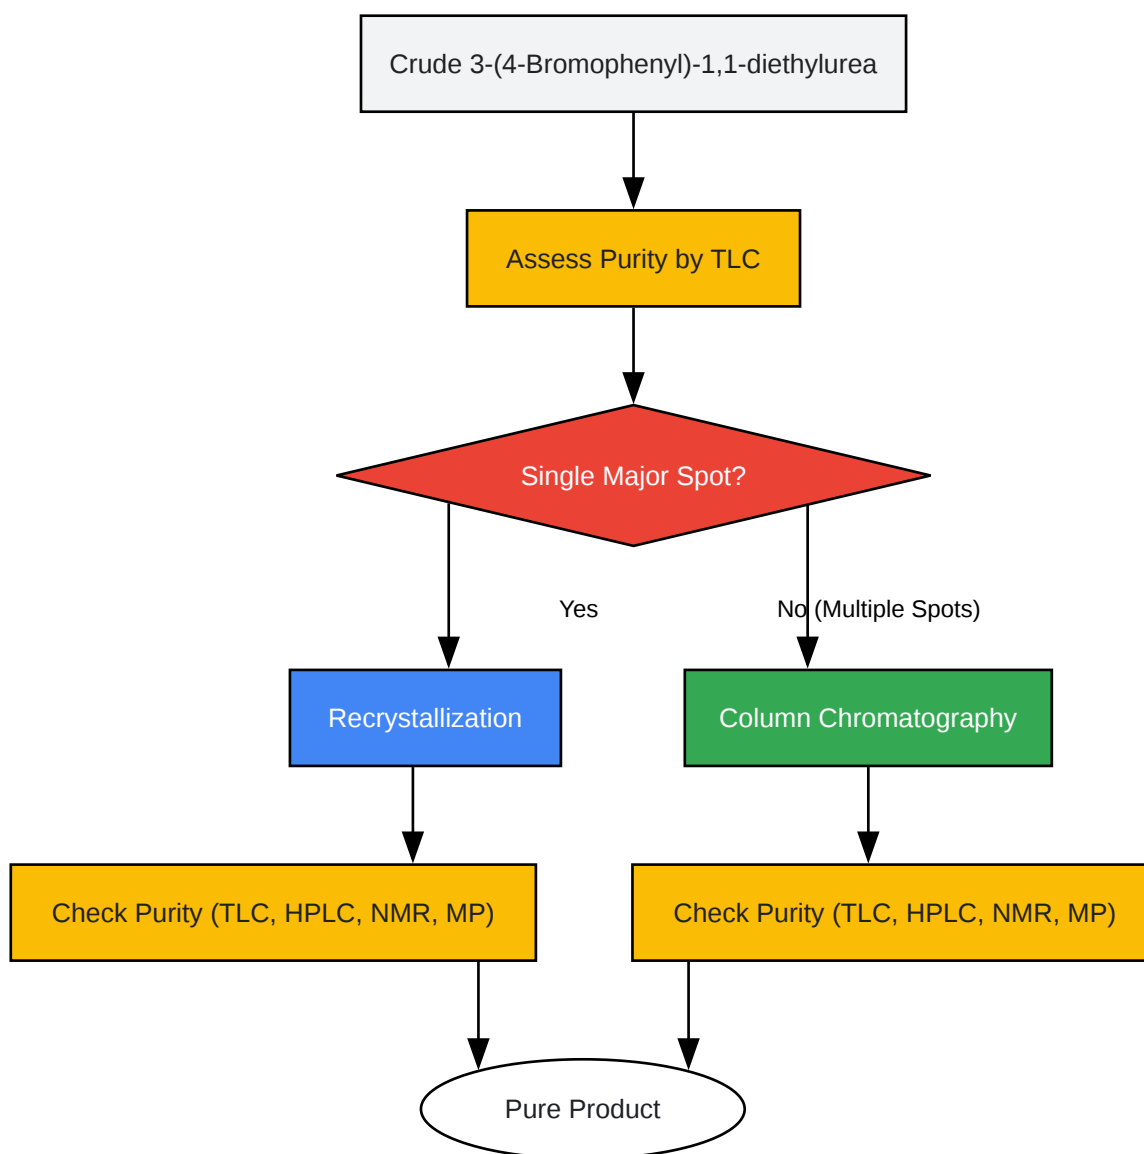 Crude 3-(4-Bromophenyl)-1,1-diethylurea
Assess Purity by TLC
Single Major Spot?
Yes
No (Multiple Spots)
Recrystallization
Column Chromatography
Check Purity (TLC, HPLC, NMR, MP)
Check Purity (TLC, HPLC, NMR, MP)
Pure Product